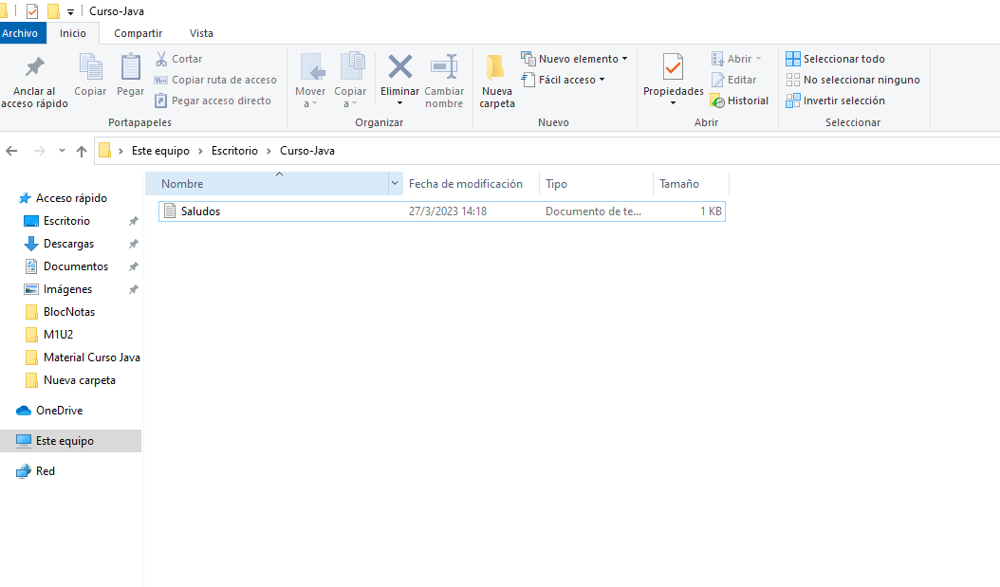 Curso-Java
Archivo Inicio Compartir Vista
Anclar al acceso rápido
Copiar
Pegar
Cortar
Copiar ruta de acceso
Pegar acceso directo
Portapapeles
Mover a
Copiar a
Eliminar
Cambiar nombre
Organizar
Nueva carpeta
Nuevo elemento
Fácil acceso
Nuevo
Propiedades
Abrir
Editar
Historial
Abrir
Seleccionar todo
No seleccionar ninguno
Invertir selección
Seleccionar
Este equipo › Escritorio › Curso-Java
Nombre Fecha de modificación Tipo Tamaño
Saludos 27/3/2023 14:18 Documento de te... 1 KB
Acceso rápido
Escritorio
Descargas
Documentos
Imágenes
BlocNotas
M1U2
Material Curso Java
Nueva carpeta
OneDrive
Este equipo
Red